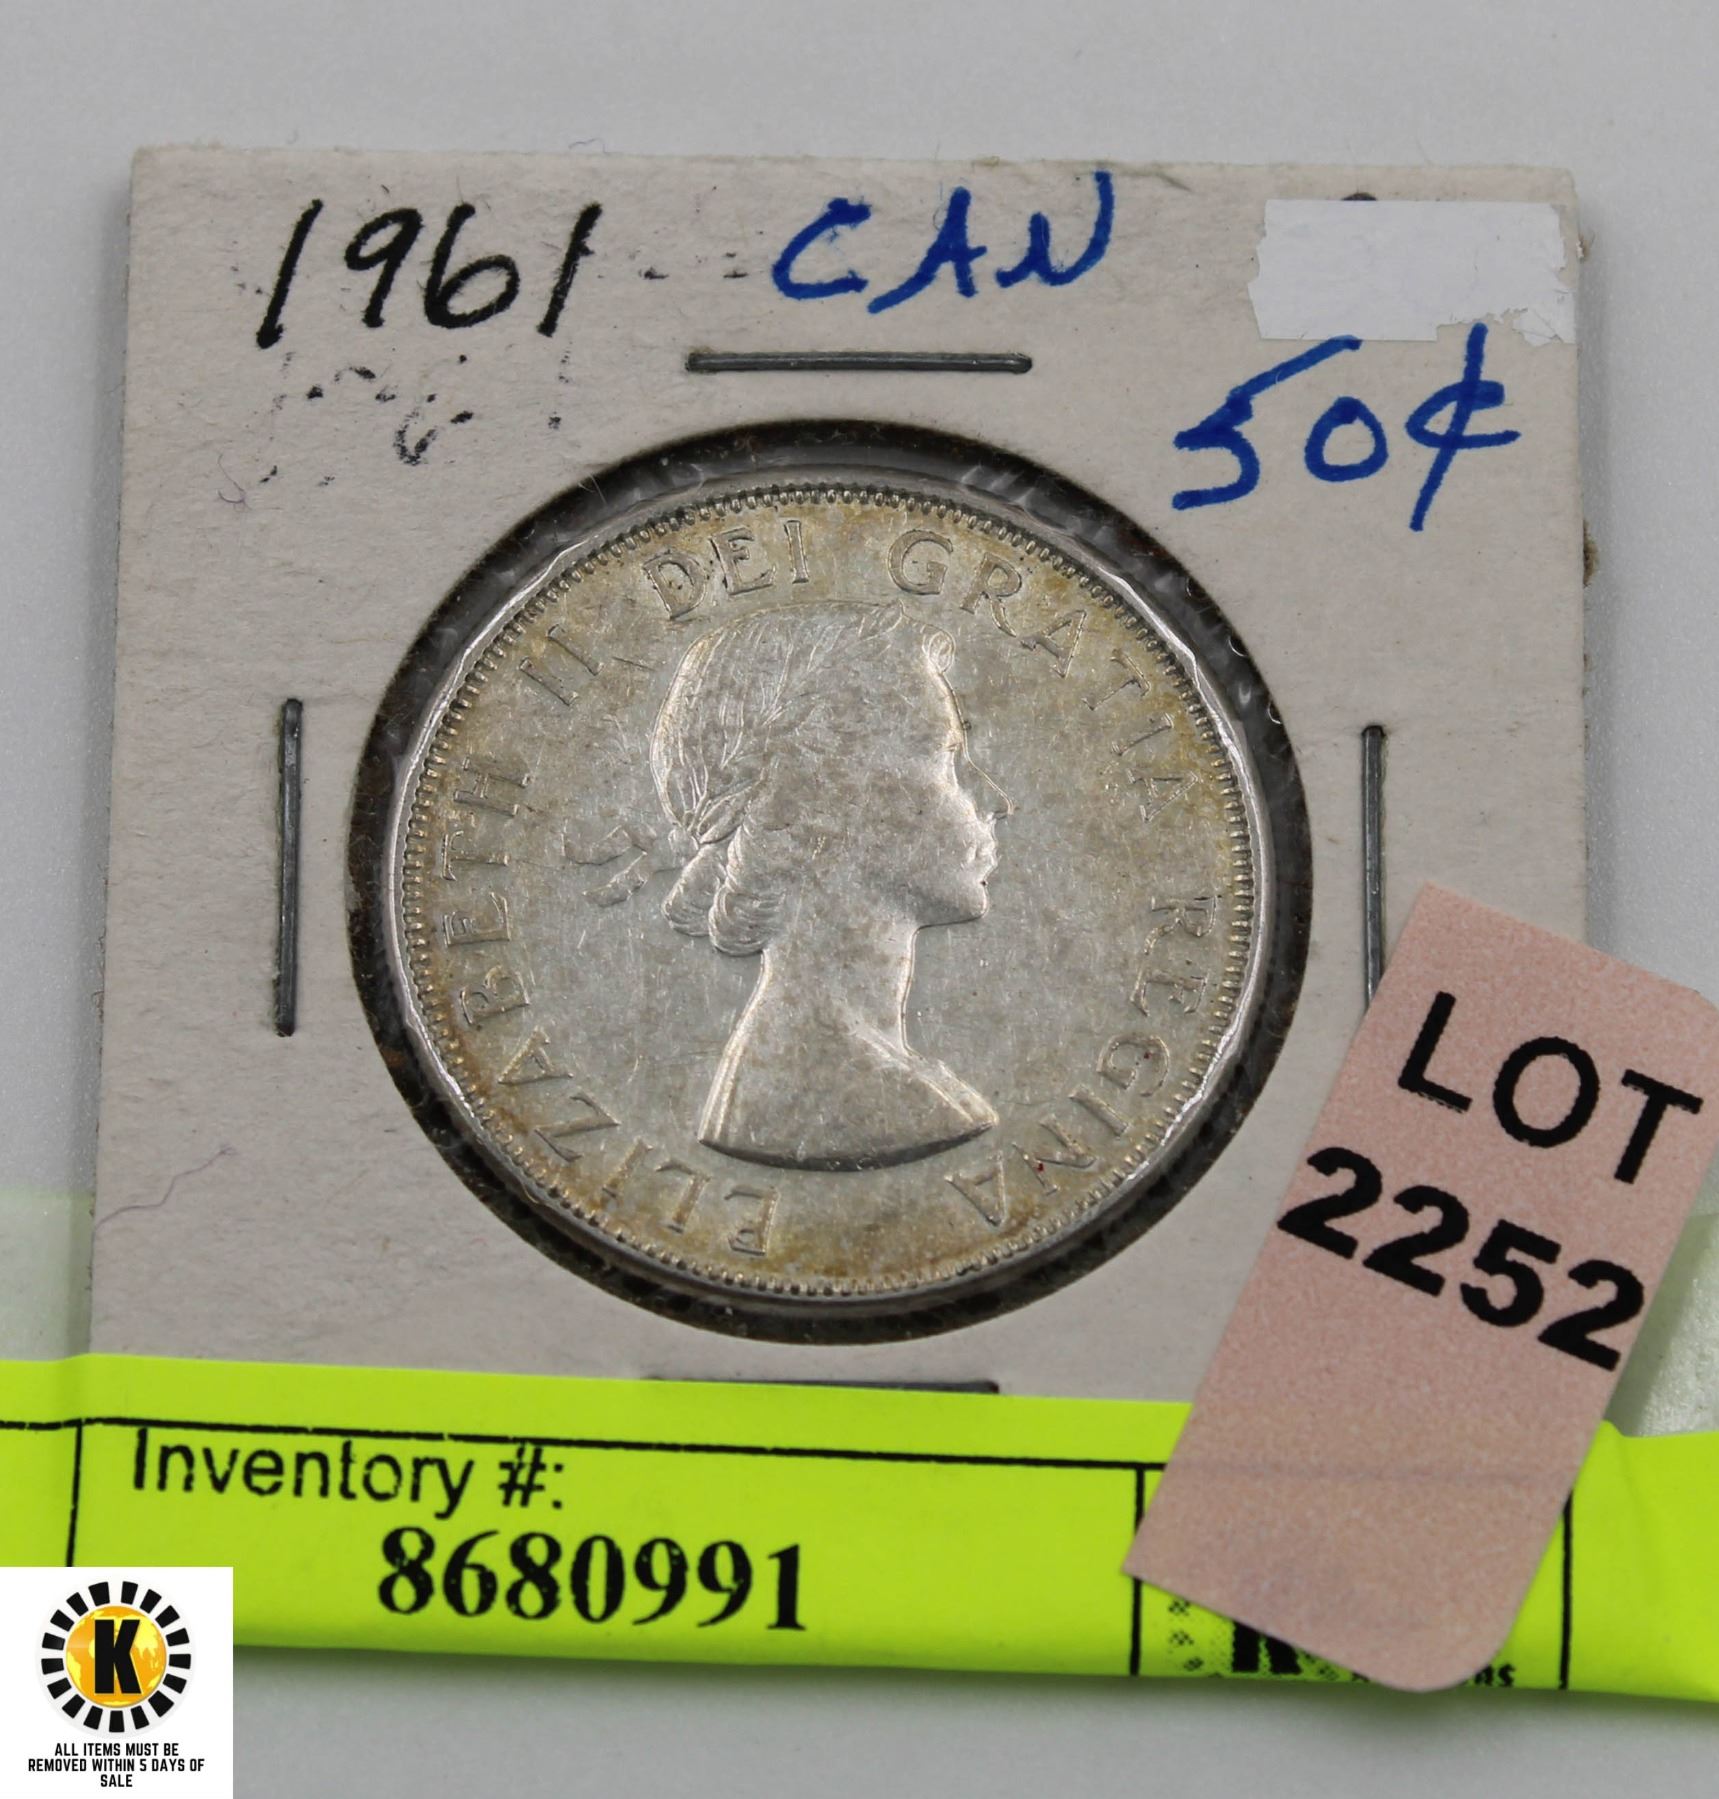 1961 CAN
50¢
ELIZABETH II DEI GRATIA REGINA
LOT
2252
Inventory #:
8680991
K
ALL ITEMS MUST BE
REMOVED WITHIN 5 DAYS OF
SALE